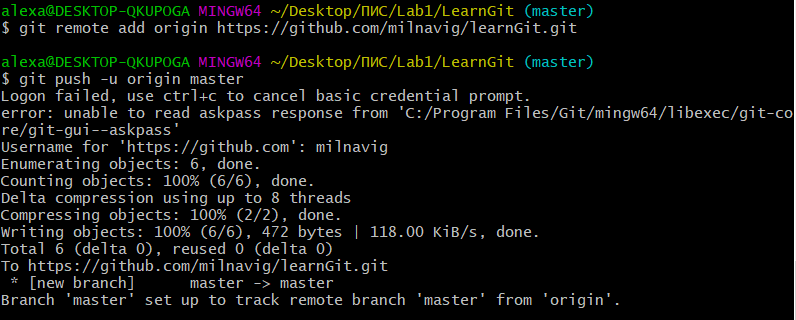 alexa@DESKTOP-QKUPOGA MINGW64 ~/Desktop/ПИС/Lab1/LearnGit (master)
$ git remote add origin https://github.com/milnavig/learnGit.git
alexa@DESKTOP-QKUPOGA MINGW64 ~/Desktop/ПИС/Lab1/LearnGit (master)
$ git push -u origin master
Logon failed, use ctrl+c to cancel basic credential prompt.
error: unable to read askpass response from 'C:/Program Files/Git/mingw64/libexec/git-co
re/git-gui--askpass'
Username for 'https://github.com': milnavig
Enumerating objects: 6, done.
Counting objects: 100% (6/6), done.
Delta compression using up to 8 threads
Compressing objects: 100% (2/2), done.
Writing objects: 100% (6/6), 472 bytes | 118.00 KiB/s, done.
Total 6 (delta 0), reused 0 (delta 0)
To https://github.com/milnavig/learnGit.git
 * [new branch]      master -> master
Branch 'master' set up to track remote branch 'master' from 'origin'.